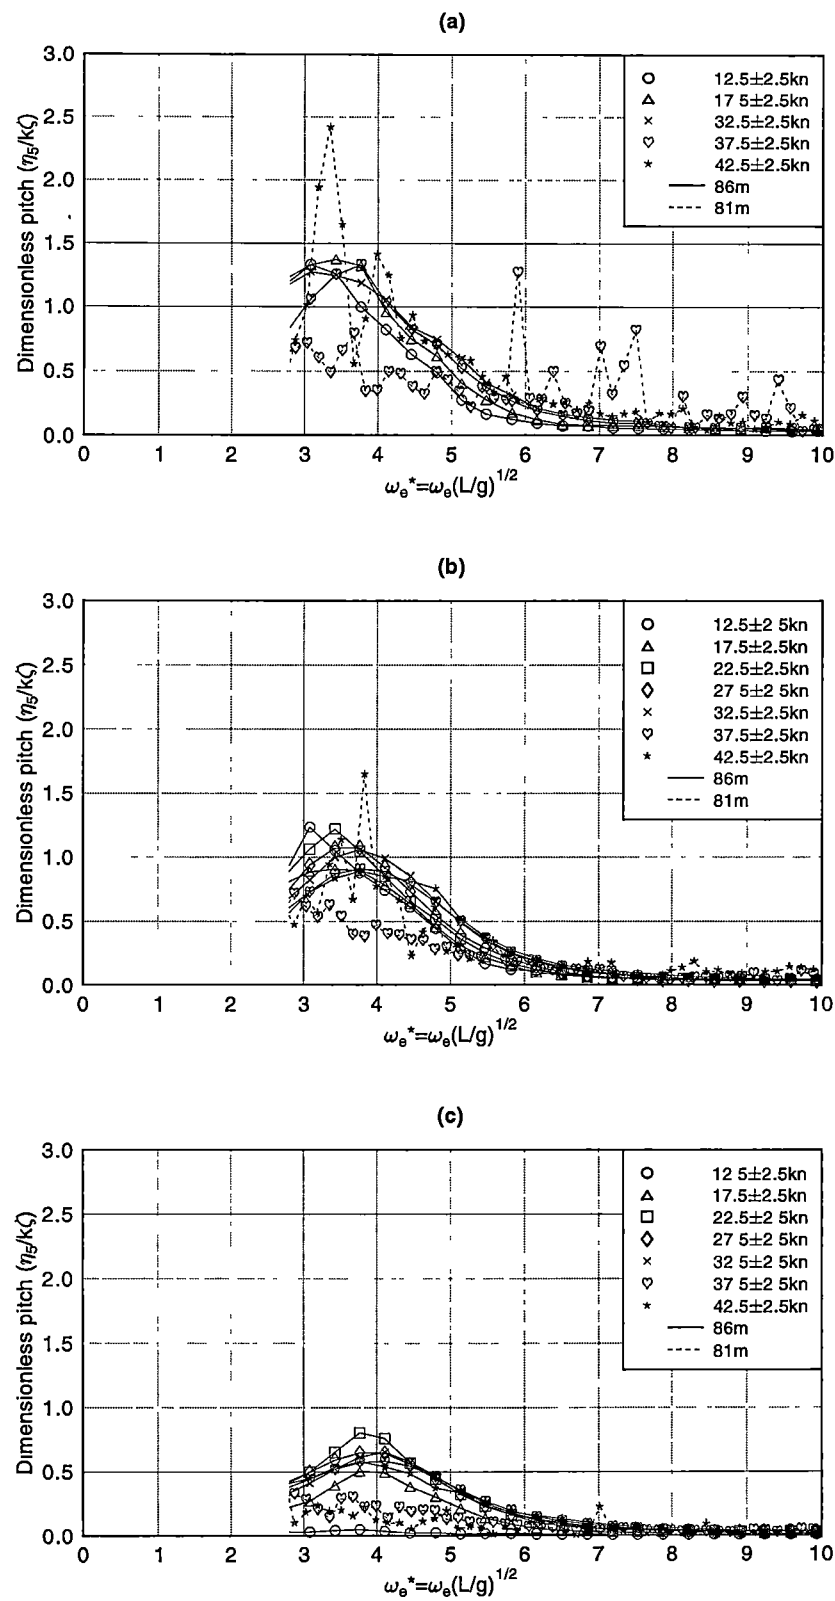 (a)
3.0
2.5
2.0
1.5
1.0
0.5
0.0
Dimensionless pitch (η5/kζ)
12.5±2.5kn
17 5±2.5kn
32.5±2.5kn
37.5±2.5kn
42.5±2.5kn
86m
81m
0 1 2 3 4 5 6 7 8 9 10
ωe*=ωe(L/g)1/2
(b)
3.0
2.5
2.0
1.5
1.0
0.5
0.0
Dimensionless pitch (η5/kζ)
12.5±2 5kn
17.5±2.5kn
22.5±2.5kn
27 5±2 5kn
32.5±2.5kn
37.5±2.5kn
42.5±2.5kn
86m
81m
0 1 2 3 4 5 6 7 8 9 10
ωe*=ωe(L/g)1/2
(c)
3.0
2.5
2.0
1.5
1.0
0.5
0.0
Dimensionless pitch (η5/kζ)
12 5±2.5kn
17.5±2.5kn
22.5±2 5kn
27 5±2 5kn
32 5±2 5kn
37 5±2 5kn
42.5±2.5kn
86m
81m
0 1 2 3 4 5 6 7 8 9 10
ωe*=ωe(L/g)1/2